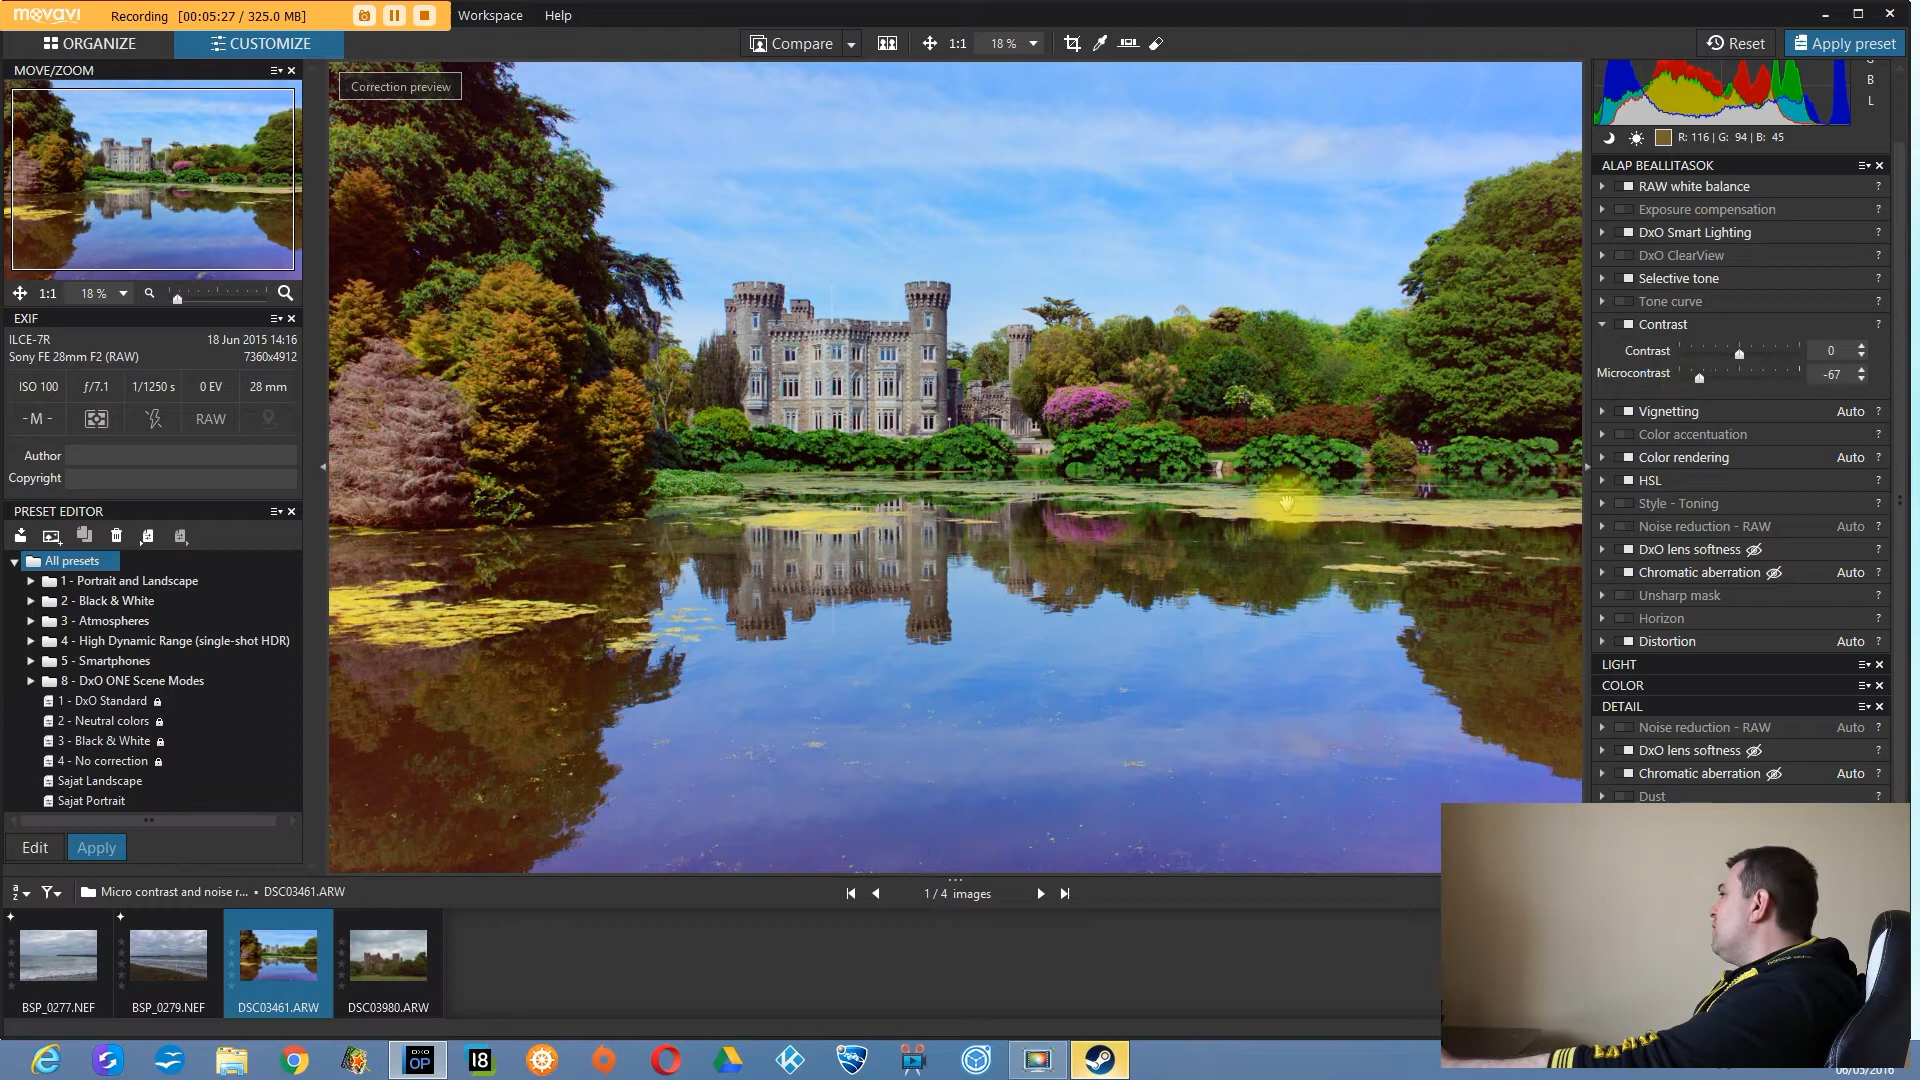 movavi Recording [00:05:27 / 325.0 MB] Workspace Help
ORGANIZE CUSTOMIZE Compare 1:1 18 % Reset Apply preset
MOVE/ZOOM
Correction preview
B
L
R: 116 | G: 94 | B: 45
1:1 18 %
EXIF
ILCE-7R 18 Jun 2015 14:16
Sony FE 28mm F2 (RAW) 7360x4912
ISO 100 ƒ/7.1 1/1250 s 0 EV 28 mm
- M - RAW
Author
Copyright
PRESET EDITOR
All presets
1 - Portrait and Landscape
2 - Black & White
3 - Atmospheres
4 - High Dynamic Range (single-shot HDR)
5 - Smartphones
8 - DxO ONE Scene Modes
1 - DxO Standard
2 - Neutral colors
3 - Black & White
4 - No correction
Sajat Landscape
Sajat Portrait
Edit Apply
ALAP BEALLITASOK
RAW white balance ?
Exposure compensation ?
DxO Smart Lighting ?
DxO ClearView ?
Selective tone ?
Tone curve ?
Contrast ?
Contrast 0
Microcontrast -67
Vignetting Auto ?
Color accentuation ?
Color rendering Auto ?
HSL ?
Style - Toning ?
Noise reduction - RAW Auto ?
DxO lens softness ?
Chromatic aberration Auto ?
Unsharp mask ?
Horizon ?
Distortion Auto ?
LIGHT
COLOR
DETAIL
Noise reduction - RAW Auto ?
DxO lens softness ?
Chromatic aberration Auto ?
Dust ?
a z Micro contrast and noise r... • DSC03461.ARW 1 / 4 images
BSP_0277.NEF BSP_0279.NEF DSC03461.ARW DSC03980.ARW
DXO OP 18
06/05/2016